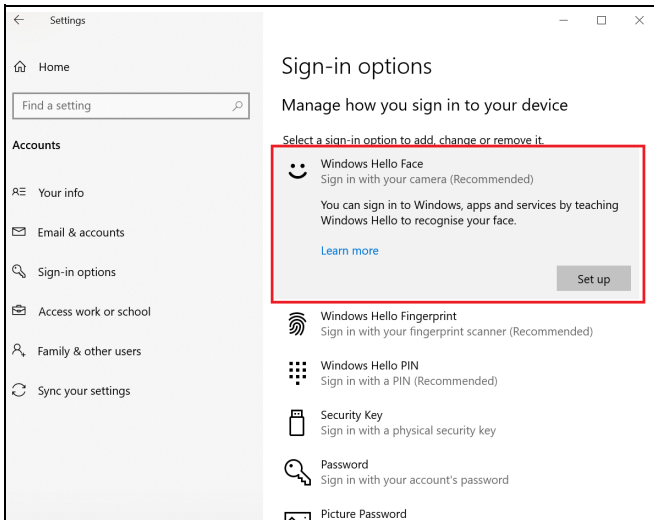 Settings
Home
Find a setting
Accounts
Your info
Email & accounts
Sign-in options
Access work or school
Family & other users
Sync your settings
Sign-in options
Manage how you sign in to your device
Select a sign-in option to add, change or remove it.
Windows Hello Face
Sign in with your camera (Recommended)
You can sign in to Windows, apps and services by teaching
Windows Hello to recognise your face.
Learn more
Set up
Windows Hello Fingerprint
Sign in with your fingerprint scanner (Recommended)
Windows Hello PIN
Sign in with a PIN (Recommended)
Security Key
Sign in with a physical security key
Password
Sign in with your account's password
Picture Password